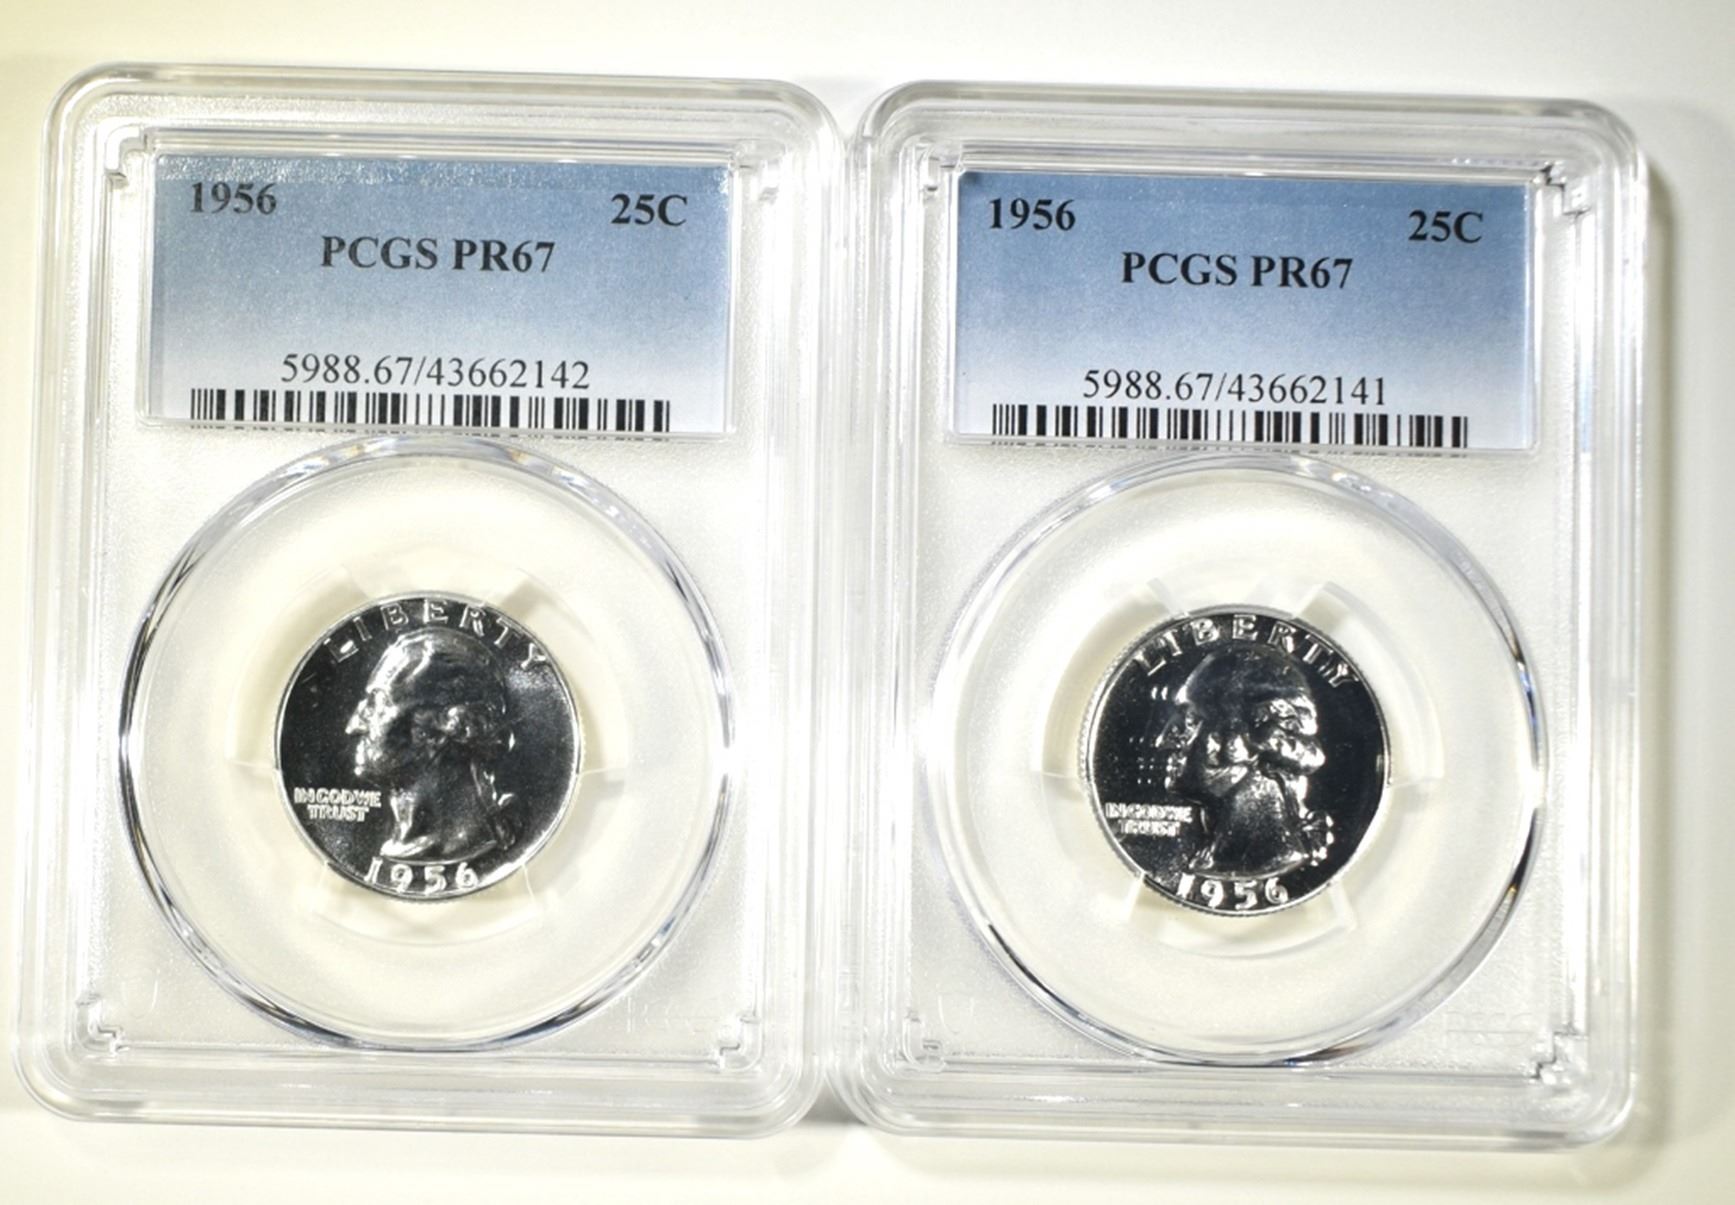 1956 25C
PCGS PR67
5988.67/43662142
LIBERTY
IN GOD WE
TRUST
1956
1956 25C
PCGS PR67
5988.67/43662141
LIBERTY
IN GOD WE
TRUST
1956